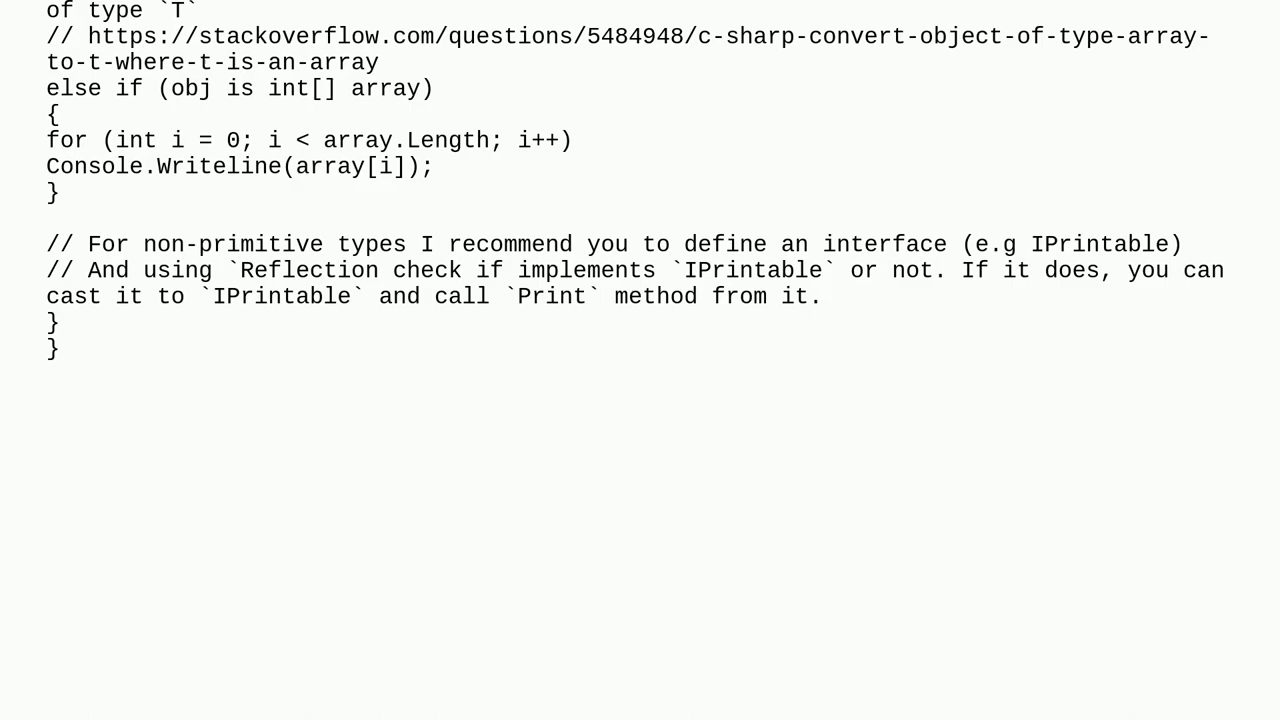 of type `T`
// https://stackoverflow.com/questions/5484948/c-sharp-convert-object-of-type-array-
to-t-where-t-is-an-array
else if (obj is int[] array)
{
for (int i = 0; i < array.Length; i++)
Console.Writeline(array[i]);
}
// For non-primitive types I recommend you to define an interface (e.g IPrintable)
// And using `Reflection check if implements `IPrintable` or not. If it does, you can
cast it to `IPrintable` and call `Print` method from it.
}
}